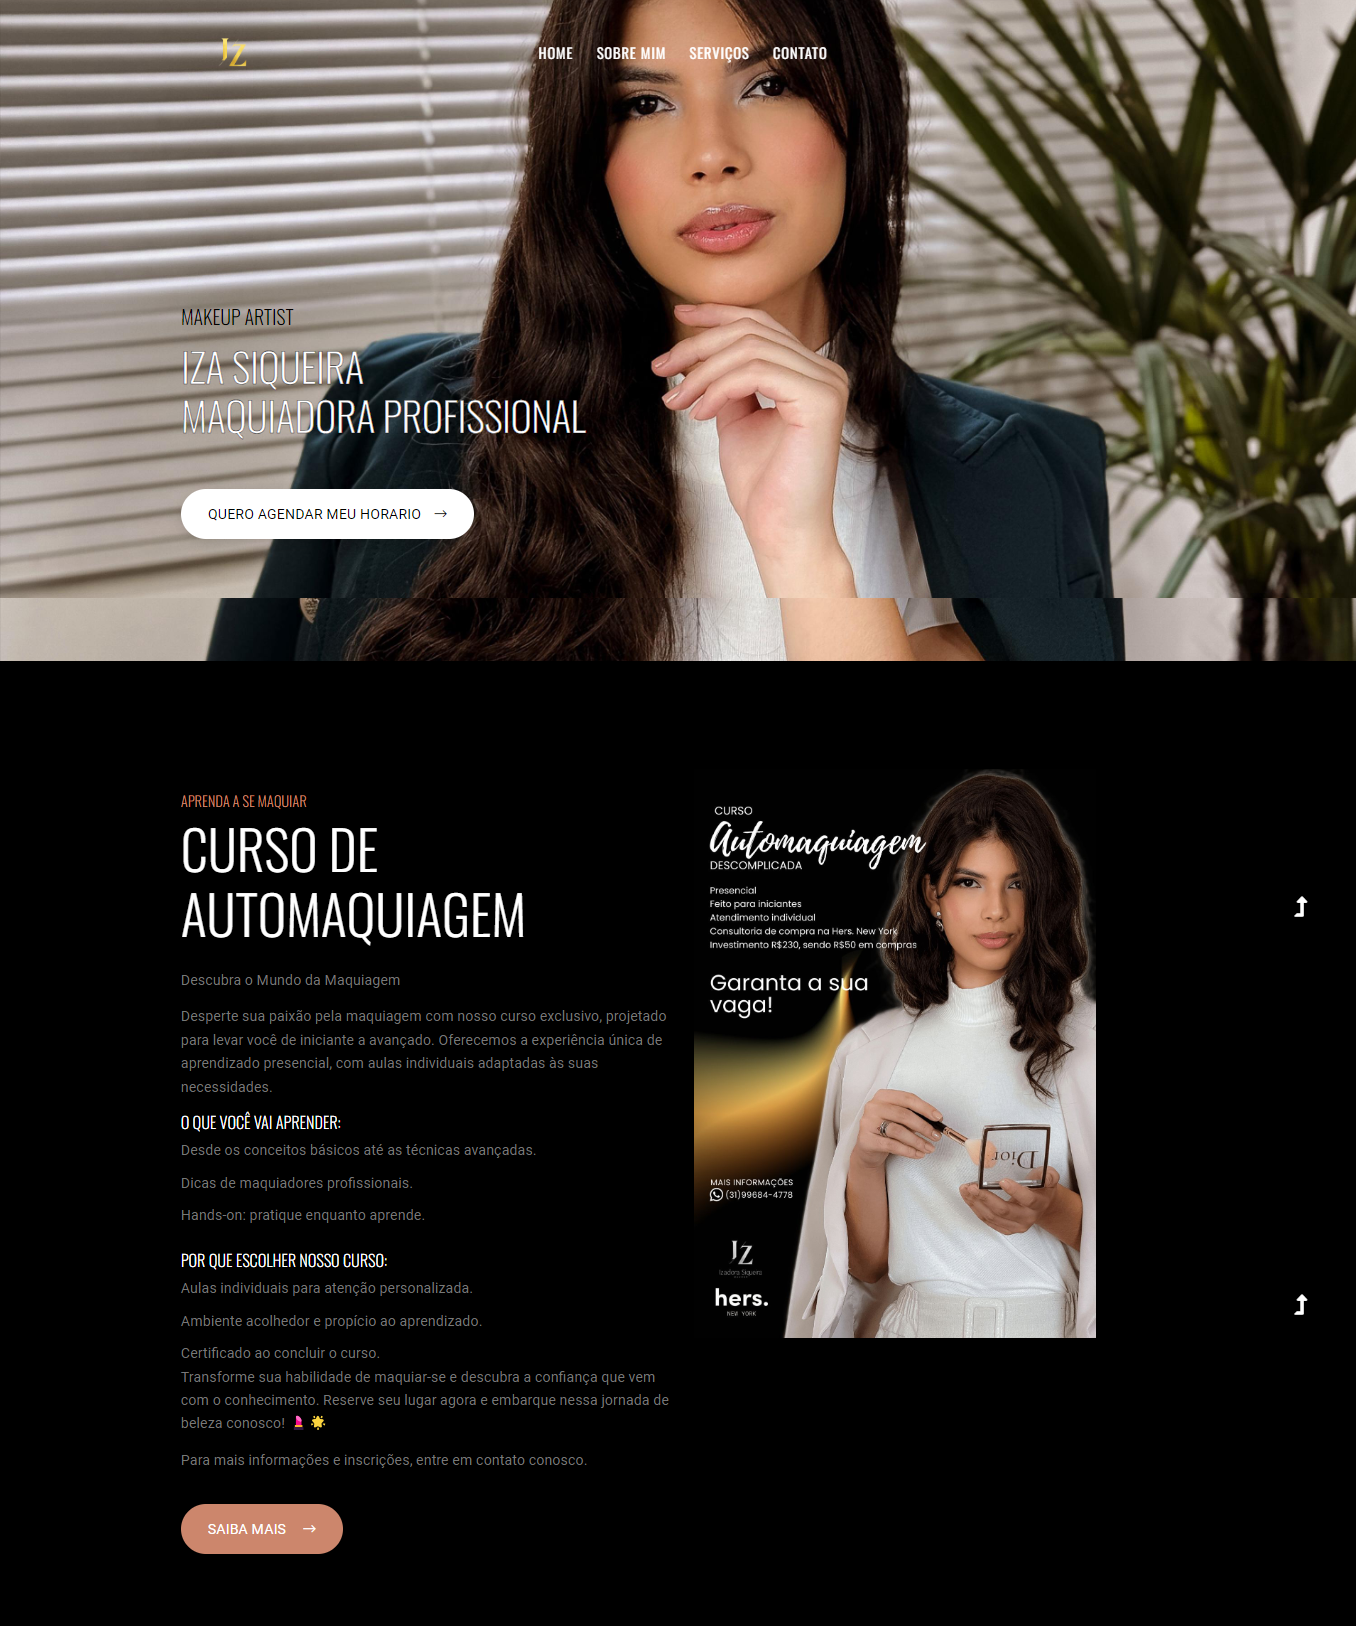 JZ
HOME SOBRE MIM SERVIÇOS CONTATO
MAKEUP ARTIST
IZA SIQUEIRA
MAQUIADORA PROFISSIONAL
QUERO AGENDAR MEU HORARIO →
APRENDA A SE MAQUIAR
CURSO DE
AUTOMAQUIAGEM
Descubra o Mundo da Maquiagem
Desperte sua paixão pela maquiagem com nosso curso exclusivo, projetado
para levar você de iniciante a avançado. Oferecemos a experiência única de
aprendizado presencial, com aulas individuais adaptadas às suas
necessidades.
O QUE VOCÊ VAI APRENDER:
Desde os conceitos básicos até as técnicas avançadas.
Dicas de maquiadores profissionais.
Hands-on: pratique enquanto aprende.
POR QUE ESCOLHER NOSSO CURSO:
Aulas individuais para atenção personalizada.
Ambiente acolhedor e propício ao aprendizado.
Certificado ao concluir o curso.
Transforme sua habilidade de maquiar-se e descubra a confiança que vem
com o conhecimento. Reserve seu lugar agora e embarque nessa jornada de
beleza conosco! 💄 🌟
Para mais informações e inscrições, entre em contato conosco.
SAIBA MAIS →
CURSO
Automaquiagem
DESCOMPLICADA
Presencial
Feito para iniciantes
Atendimento individual
Consultoria de compra na Hers. New York
Investimento R$230, sendo R$50 em compras
Garanta a sua
vaga!
Dior
MAIS INFORMAÇÕES
(31)99684-4778
JZ
Izadora Siqueira
hers.
NEW YORK